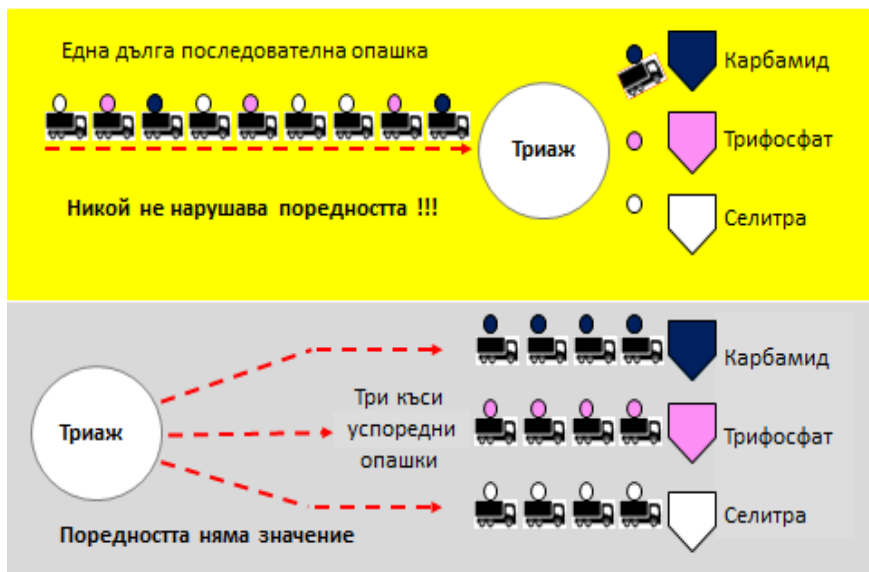 Една дълга последователна опашка
Карбамид
Триаж
Трифосфат
Никой не нарушава поредността !!!
Селитра
Карбамид
Триаж
Три къси
успоредни
опашки
Трифосфат
Селитра
Поредността няма значение